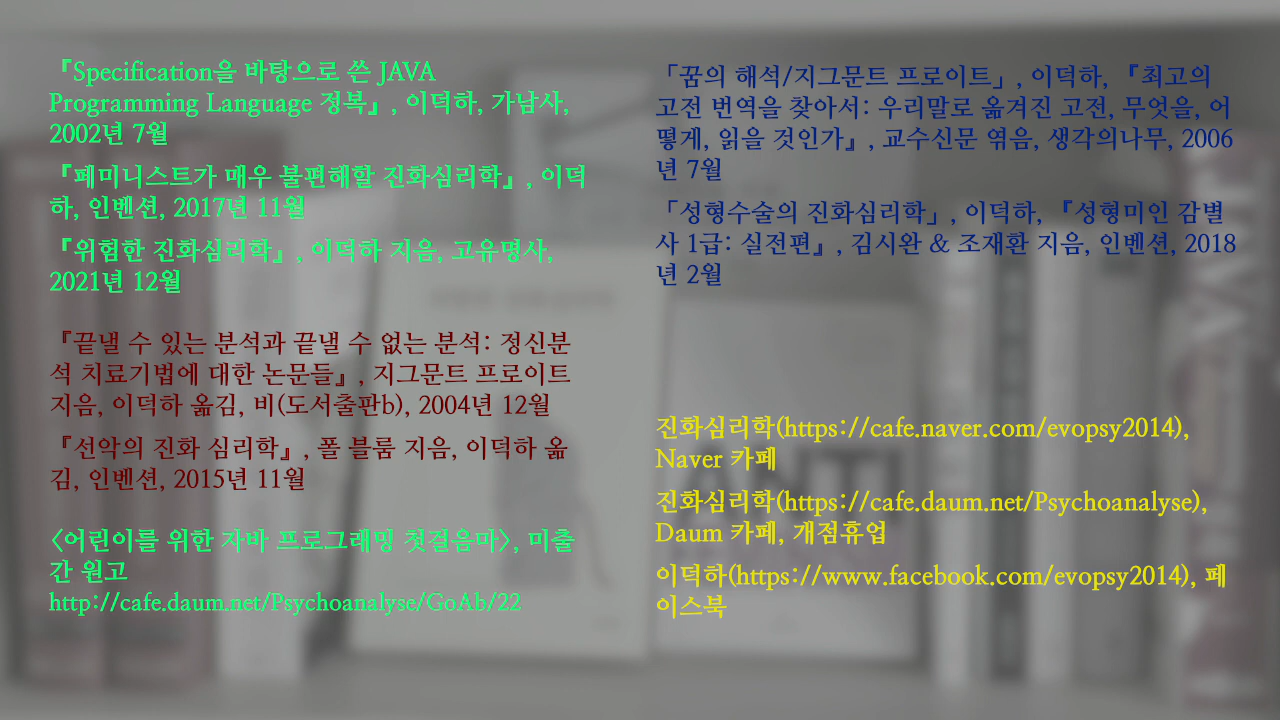 『Specification을 바탕으로 쓴 JAVA
Programming Language 정복』, 이덕하, 가남사,
2002년 7월
『페미니스트가 매우 불편해할 진화심리학』, 이덕
하, 인벤션, 2017년 11월
『위험한 진화심리학』, 이덕하 지음, 고유명사,
2021년 12월
『끝낼 수 있는 분석과 끝낼 수 없는 분석: 정신분
석 치료기법에 대한 논문들』, 지그문트 프로이트
지음, 이덕하 옮김, 비(도서출판b), 2004년 12월
『선악의 진화 심리학』, 폴 블룸 지음, 이덕하 옮
김, 인벤션, 2015년 11월
〈어린이를 위한 자바 프로그래밍 첫걸음마〉, 미출
간 원고
http://cafe.daum.net/Psychoanalyse/GoAb/22
「꿈의 해석/지그문트 프로이트」, 이덕하, 『최고의
고전 번역을 찾아서: 우리말로 옮겨진 고전, 무엇을, 어
떻게, 읽을 것인가』, 교수신문 엮음, 생각의나무, 2006
년 7월
「성형수술의 진화심리학」, 이덕하, 『성형미인 감별
사 1급: 실전편』, 김시완 & 조재환 지음, 인벤션, 2018
년 2월
진화심리학(https://cafe.naver.com/evopsy2014),
Naver 카페
진화심리학(https://cafe.daum.net/Psychoanalyse),
Daum 카페, 개점휴업
이덕하(https://www.facebook.com/evopsy2014), 페
이스북